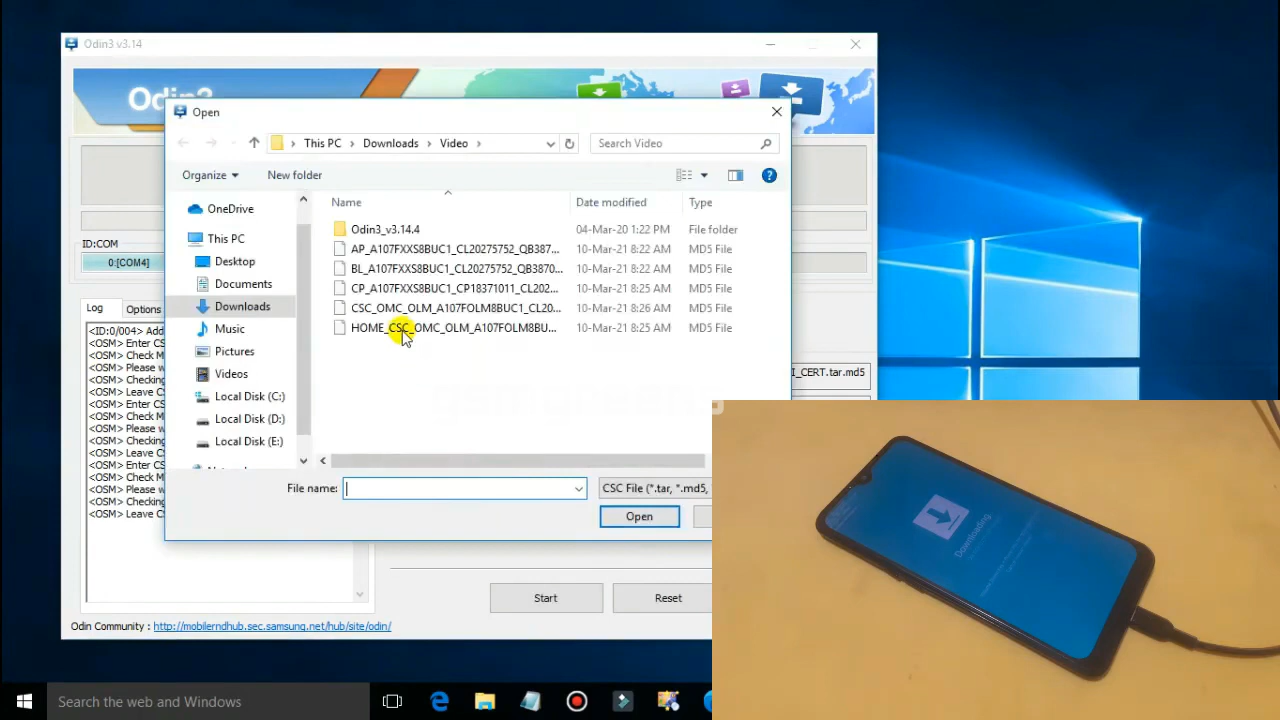 Odin3 v3.14
Od
Open
This PC > Downloads > Video >
Search Video
Organize
New folder
Name
Date modified
Type
OneDrive
This PC
Desktop
Documents
Downloads
Music
Pictures
Videos
Local Disk (C:)
Local Disk (D:)
Local Disk (E:)
Odin3_v3.14.4 04-Mar-20 1:22 PM File folder
AP_A107FXXS8BUC1_CL20275752_QB387... 10-Mar-21 8:22 AM MD5 File
BL_A107FXXS8BUC1_CL20275752_QB3870... 10-Mar-21 8:22 AM MD5 File
CP_A107FXXS8BUC1_CP18371011_CL202... 10-Mar-21 8:25 AM MD5 File
CSC_OMC_OLM_A107FOLM8BUC1_CL20... 10-Mar-21 8:26 AM MD5 File
HOME_CSC_OMC_OLM_A107FOLM8BU... 10-Mar-21 8:25 AM MD5 File
File name:
CSC File (*.tar, *.md5,
Open
ID:COM
0:[COM4]
Log
Options
<ID:0/004> Add
<OSM> Enter CS
<OSM> Check M
<OSM> Please w
<OSM> Checking
<OSM> Leave CS
<OSM> Enter CS
<OSM> Check M
<OSM> Please w
<OSM> Checking
<OSM> Leave CS
<OSM> Enter CS
<OSM> Check M
<OSM> Please w
<OSM> Checking
<OSM> Leave CS
I_CERT.tar.md5
Start
Reset
Odin Community : http://mobilerndhub.sec.samsung.net/hub/site/odin/
Downloading
Search the web and Windows